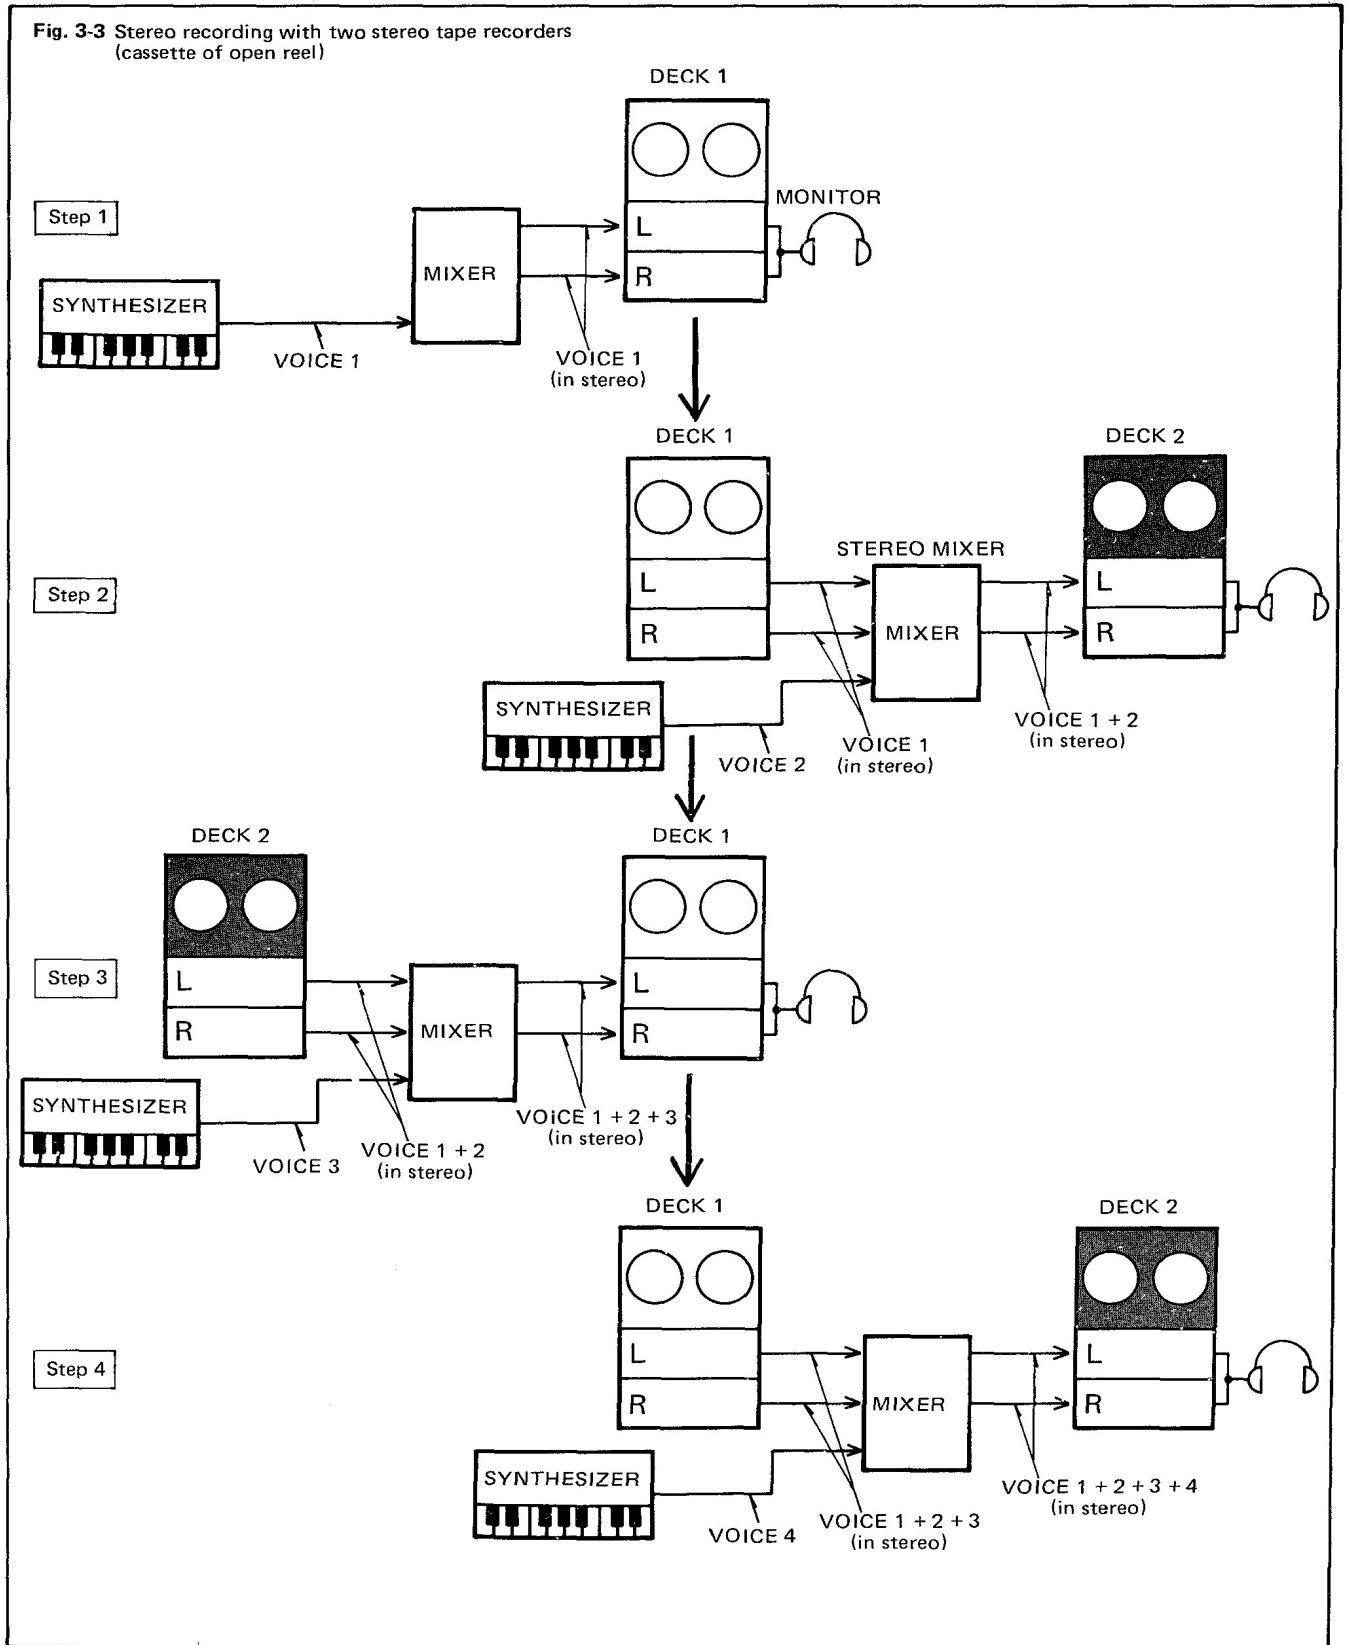 Fig. 3-3 Stereo recording with two stereo tape recorders
(cassette of open reel)
DECK 1
MONITOR
Step 1
L
R
MIXER
SYNTHESIZER
VOICE 1
VOICE 1
(in stereo)
DECK 1
DECK 2
STEREO MIXER
Step 2
L
R
MIXER
L
R
SYNTHESIZER
VOICE 2
VOICE 1
(in stereo)
VOICE 1 + 2
(in stereo)
DECK 2
DECK 1
Step 3
L
R
MIXER
L
R
SYNTHESIZER
VOICE 3
VOICE 1 + 2
(in stereo)
VOICE 1 + 2 + 3
(in stereo)
DECK 1
DECK 2
Step 4
L
R
MIXER
L
R
SYNTHESIZER
VOICE 4
VOICE 1 + 2 + 3
(in stereo)
VOICE 1 + 2 + 3 + 4
(in stereo)